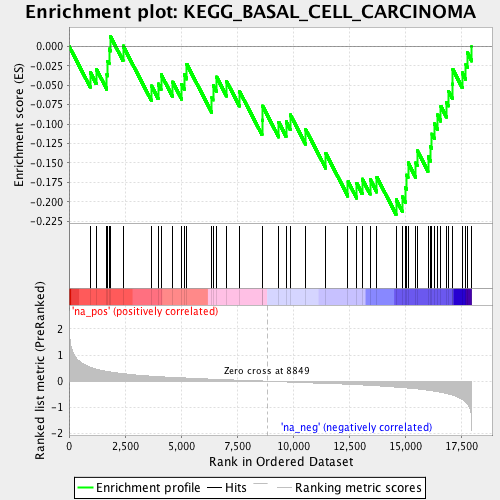 Enrichment plot: KEGG_BASAL_CELL_CARCINOMA
Enrichment score (ES)
0.000
-0.025
-0.050
-0.075
-0.100
-0.125
-0.150
-0.175
-0.200
-0.225
'na_pos' (positively correlated)
Ranked list metric (PreRanked)
2
1
0
-1
-2
Zero cross at 8849
'na_neg' (negatively correlated)
0
2,500
5,000
7,500
10,000
12,500
15,000
17,500
Rank in Ordered Dataset
Enrichment profile
Hits
Ranking metric scores